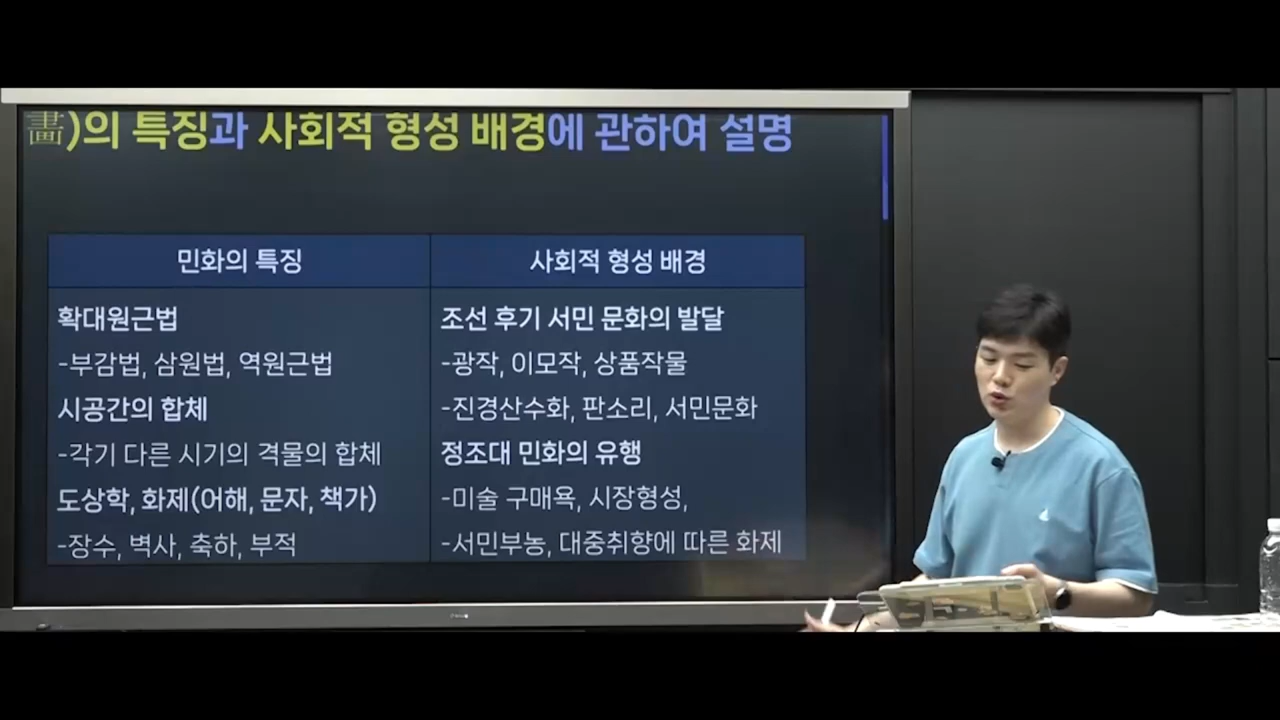 畵)의 특징과 사회적 형성 배경에 관하여 설명
민화의 특징
확대원근법
-부감법, 삼원법, 역원근법
시공간의 합체
-각기 다른 시기의 격물의 합체
도상학, 화제(어해, 문자, 책가)
-장수, 벽사, 축하, 부적
사회적 형성 배경
조선 후기 서민 문화의 발달
-광작, 이모작, 상품작물
-진경산수화, 판소리, 서민문화
정조대 민화의 유행
-미술 구매욕, 시장형성,
-서민부농, 대중취향에 따른 화제